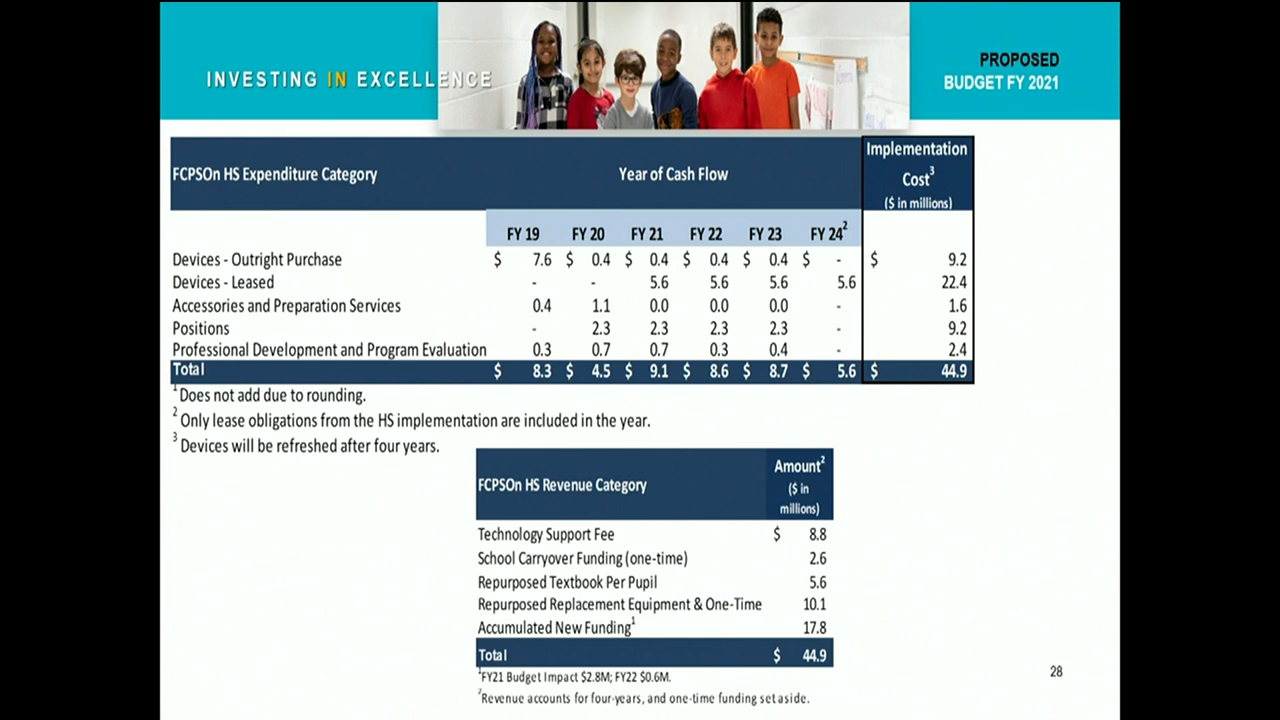 INVESTING IN EXCELLENCE
PROPOSED
BUDGET FY 2021
FCPSOn HS Expenditure Category Year of Cash Flow Implementation Cost3 ($ in millions)
FY 19 FY 20 FY 21 FY 22 FY 23 FY 242
Devices - Outright Purchase $ 7.6 $ 0.4 $ 0.4 $ 0.4 $ 0.4 $ - $ 9.2
Devices - Leased - - 5.6 5.6 5.6 5.6 22.4
Accessories and Preparation Services 0.4 1.1 0.0 0.0 0.0 - 1.6
Positions - 2.3 2.3 2.3 2.3 - 9.2
Professional Development and Program Evaluation 0.3 0.7 0.7 0.3 0.4 - 2.4
Total $ 8.3 $ 4.5 $ 9.1 $ 8.6 $ 8.7 $ 5.6 $ 44.9
1 Does not add due to rounding.
2 Only lease obligations from the HS implementation are included in the year.
3 Devices will be refreshed after four years.
FCPSOn HS Revenue Category Amount2 ($ in millions)
Technology Support Fee $ 8.8
School Carryover Funding (one-time) 2.6
Repurposed Textbook Per Pupil 5.6
Repurposed Replacement Equipment & One-Time 10.1
Accumulated New Funding1 17.8
Total $ 44.9
1FY21 Budget Impact $2.8M; FY22 $0.6M.
2Revenue accounts for four-years, and one-time funding set aside.
28